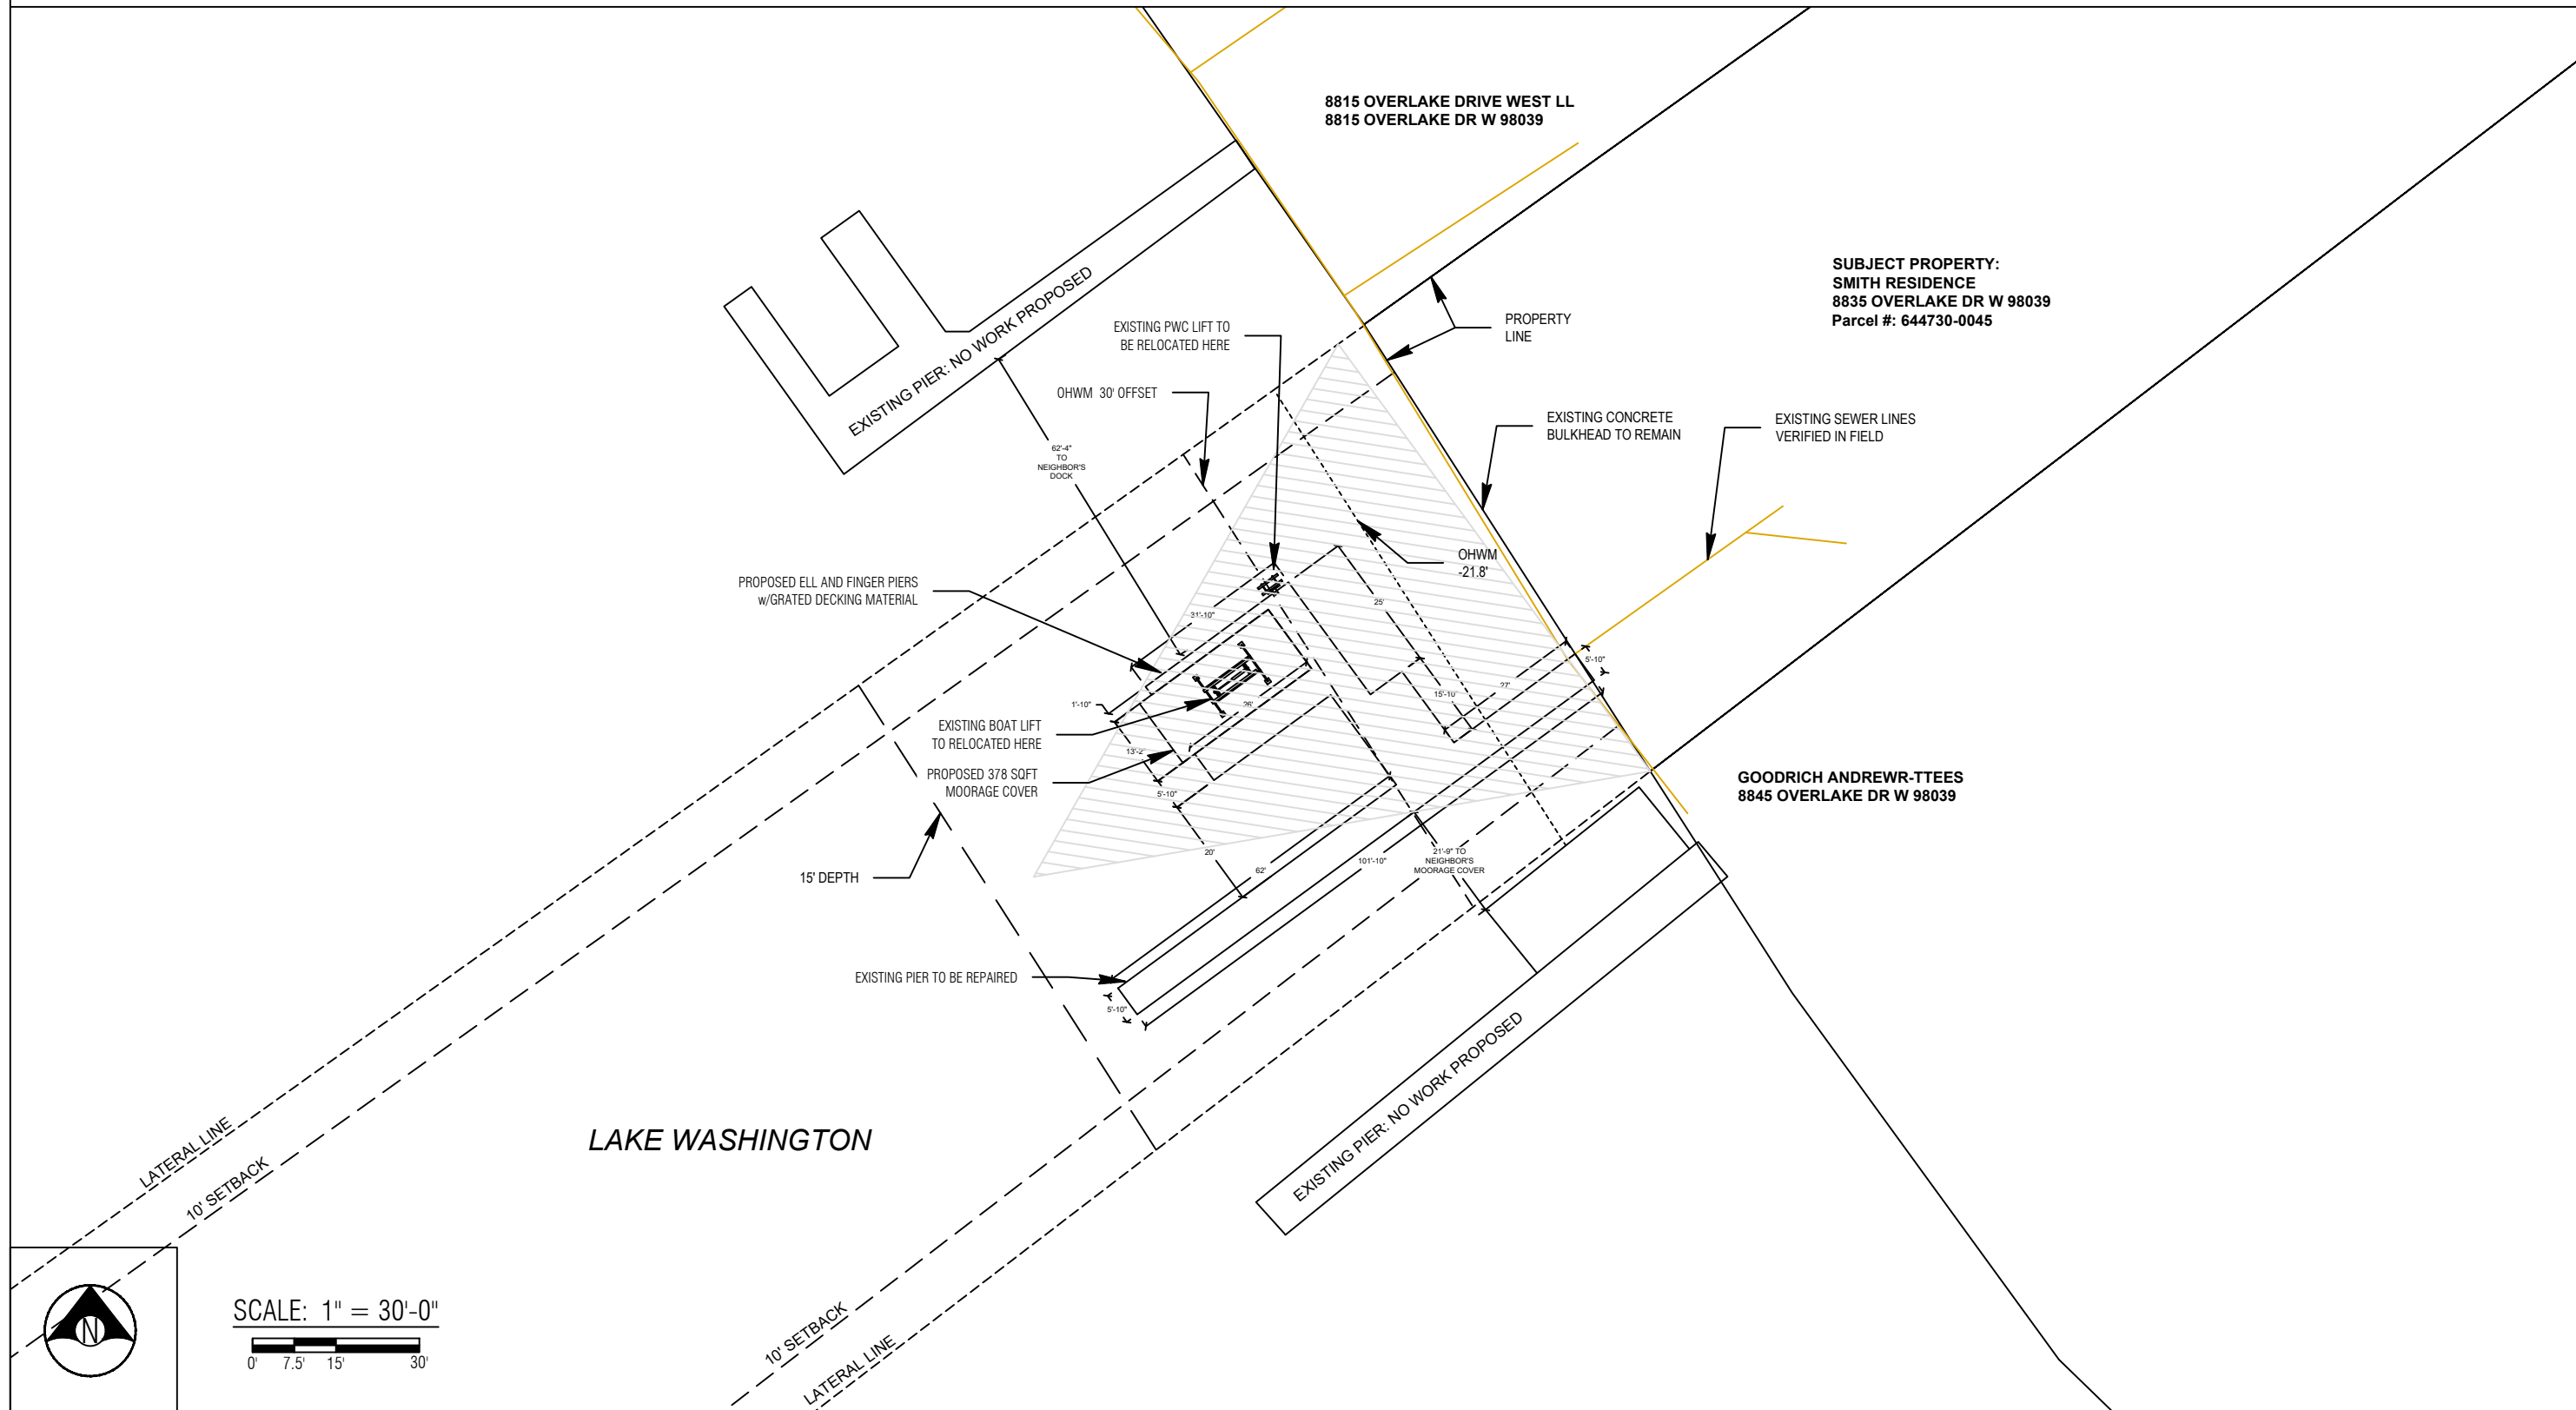 8815 OVERLAKE DRIVE WEST LL
8815 OVERLAKE DR W 98039
SUBJECT PROPERTY:
SMITH RESIDENCE
8835 OVERLAKE DR W 98039
Parcel #: 644730-0045
EXISTING PIER: NO WORK PROPOSED
EXISTING PWC LIFT TO
BE RELOCATED HERE
PROPERTY
LINE
OHWM 30' OFFSET
EXISTING CONCRETE
BULKHEAD TO REMAIN
EXISTING SEWER LINES
VERIFIED IN FIELD
62'-4"
TO
NEIGHBOR'S
DOCK
OHWM
-21.8'
PROPOSED ELL AND FINGER PIERS
w/GRATED DECKING MATERIAL
31'-10"
25'
5'-10"
15'-10"
27'
1'-10"
26'
EXISTING BOAT LIFT
TO RELOCATED HERE
13'-2"
PROPOSED 378 SQFT
MOORAGE COVER
5'-10"
GOODRICH ANDREWR-TTEES
8845 OVERLAKE DR W 98039
20'
62'
101'-10"
21'-9" TO
NEIGHBOR'S
MOORAGE COVER
15' DEPTH
EXISTING PIER TO BE REPAIRED
5'-10"
EXISTING PIER: NO WORK PROPOSED
LAKE WASHINGTON
LATERAL LINE
10' SETBACK
10' SETBACK
LATERAL LINE
N
SCALE: 1" = 30'-0"
0' 7.5' 15' 30'